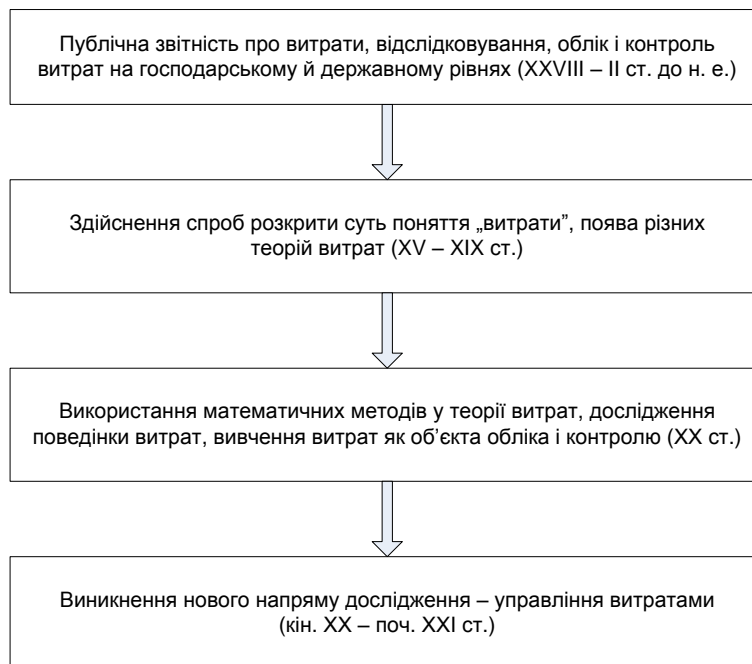 Публічна звітність про витрати, відслідковування, облік і контроль
витрат на господарському й державному рівнях (XXVIII – II ст. до н. е.)
Здійснення спроб розкрити суть поняття „витрати”, поява різних
теорій витрат (XV – XIX ст.)
Використання математичних методів у теорії витрат, дослідження
поведінки витрат, вивчення витрат як об’єкта обліка і контролю (XX ст.)
Виникнення нового напряму дослідження – управління витратами
(кін. XX – поч. XXI ст.)